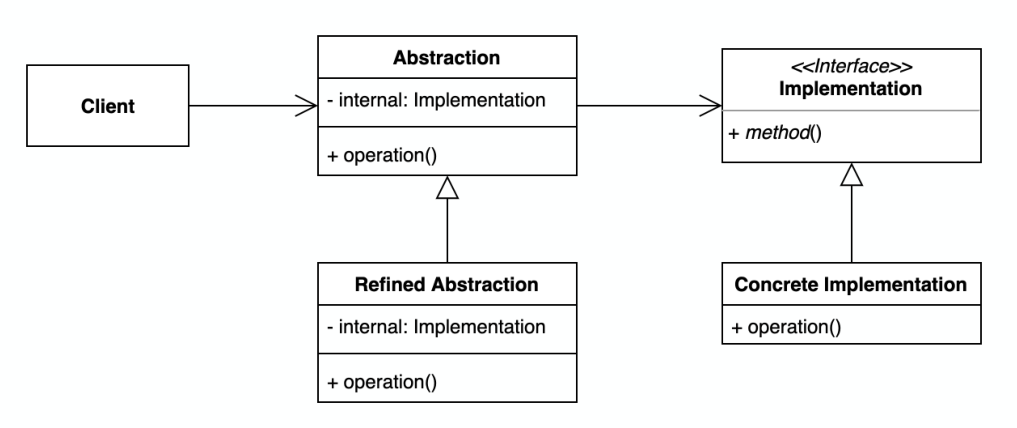 Client
Abstraction
- internal: Implementation
+ operation()
<<Interface>>
Implementation
+ method()
Refined Abstraction
- internal: Implementation
+ operation()
Concrete Implementation
+ operation()